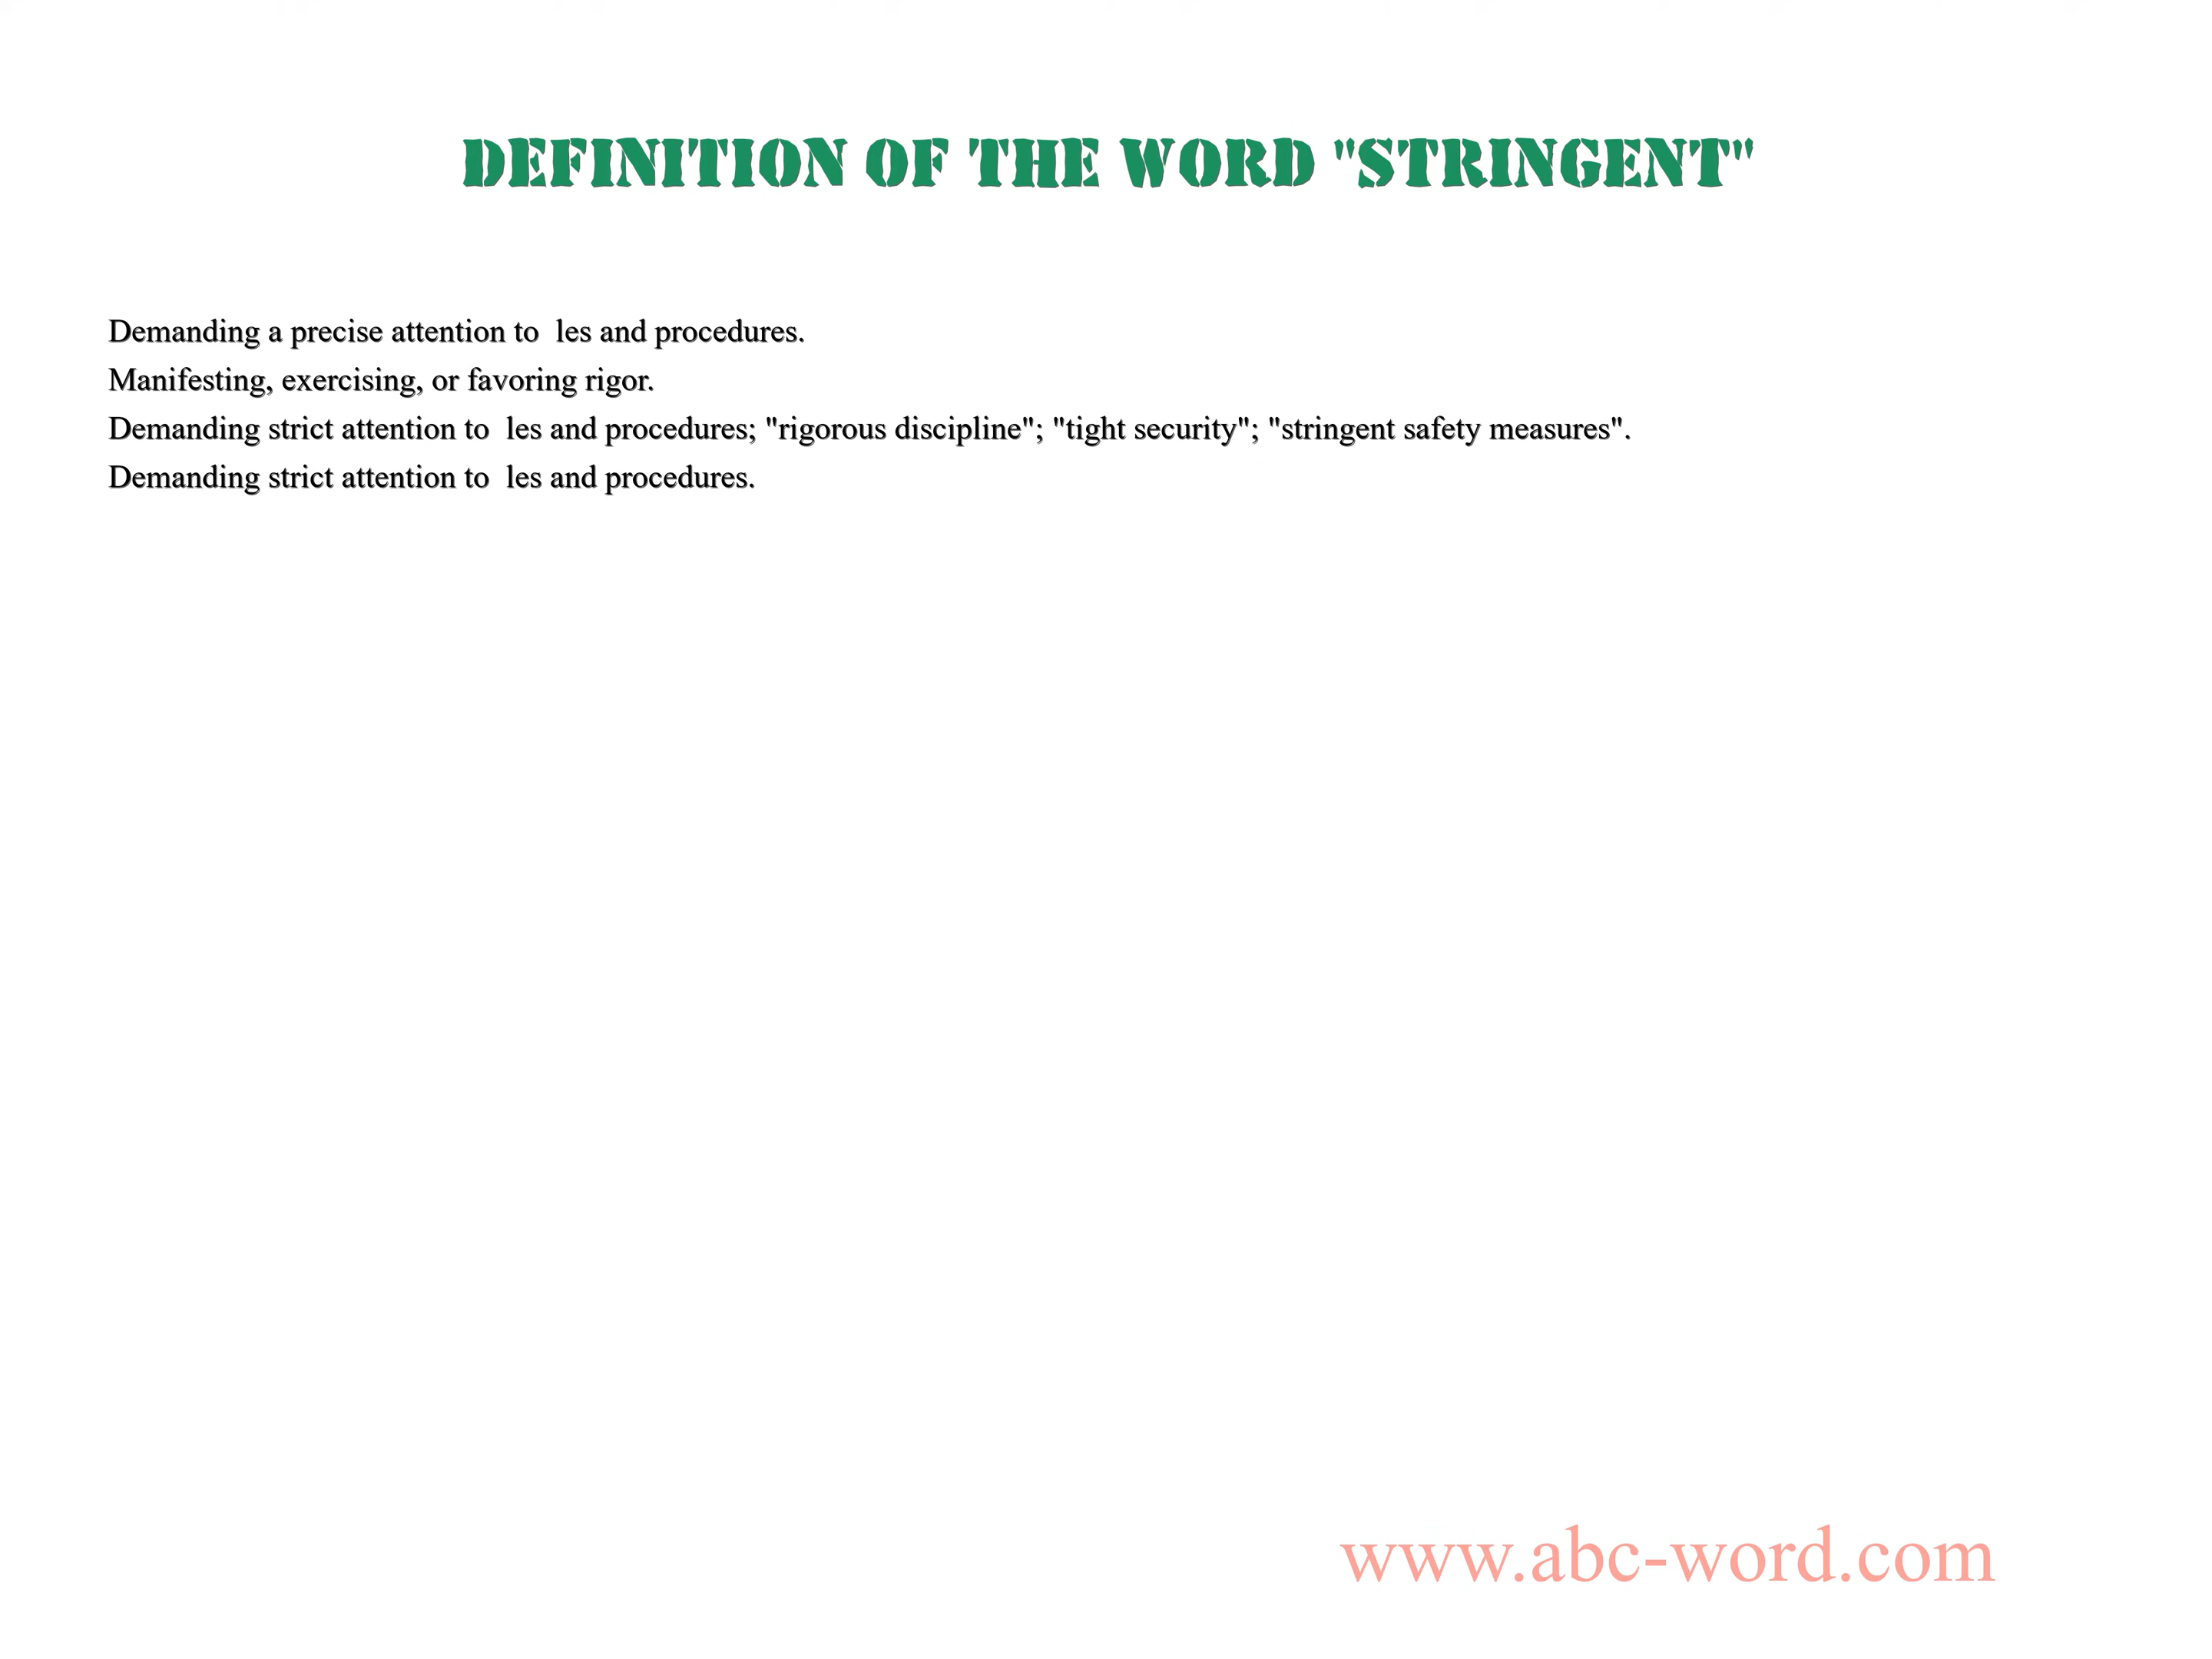 DEFINITION OF THE WORD "STRINGENT"
Demanding a precise attention to  les and procedures.
Manifesting, exercising, or favoring rigor.
Demanding strict attention to  les and procedures; "rigorous discipline"; "tight security"; "stringent safety measures".
Demanding strict attention to  les and procedures.
www.abc-word.com